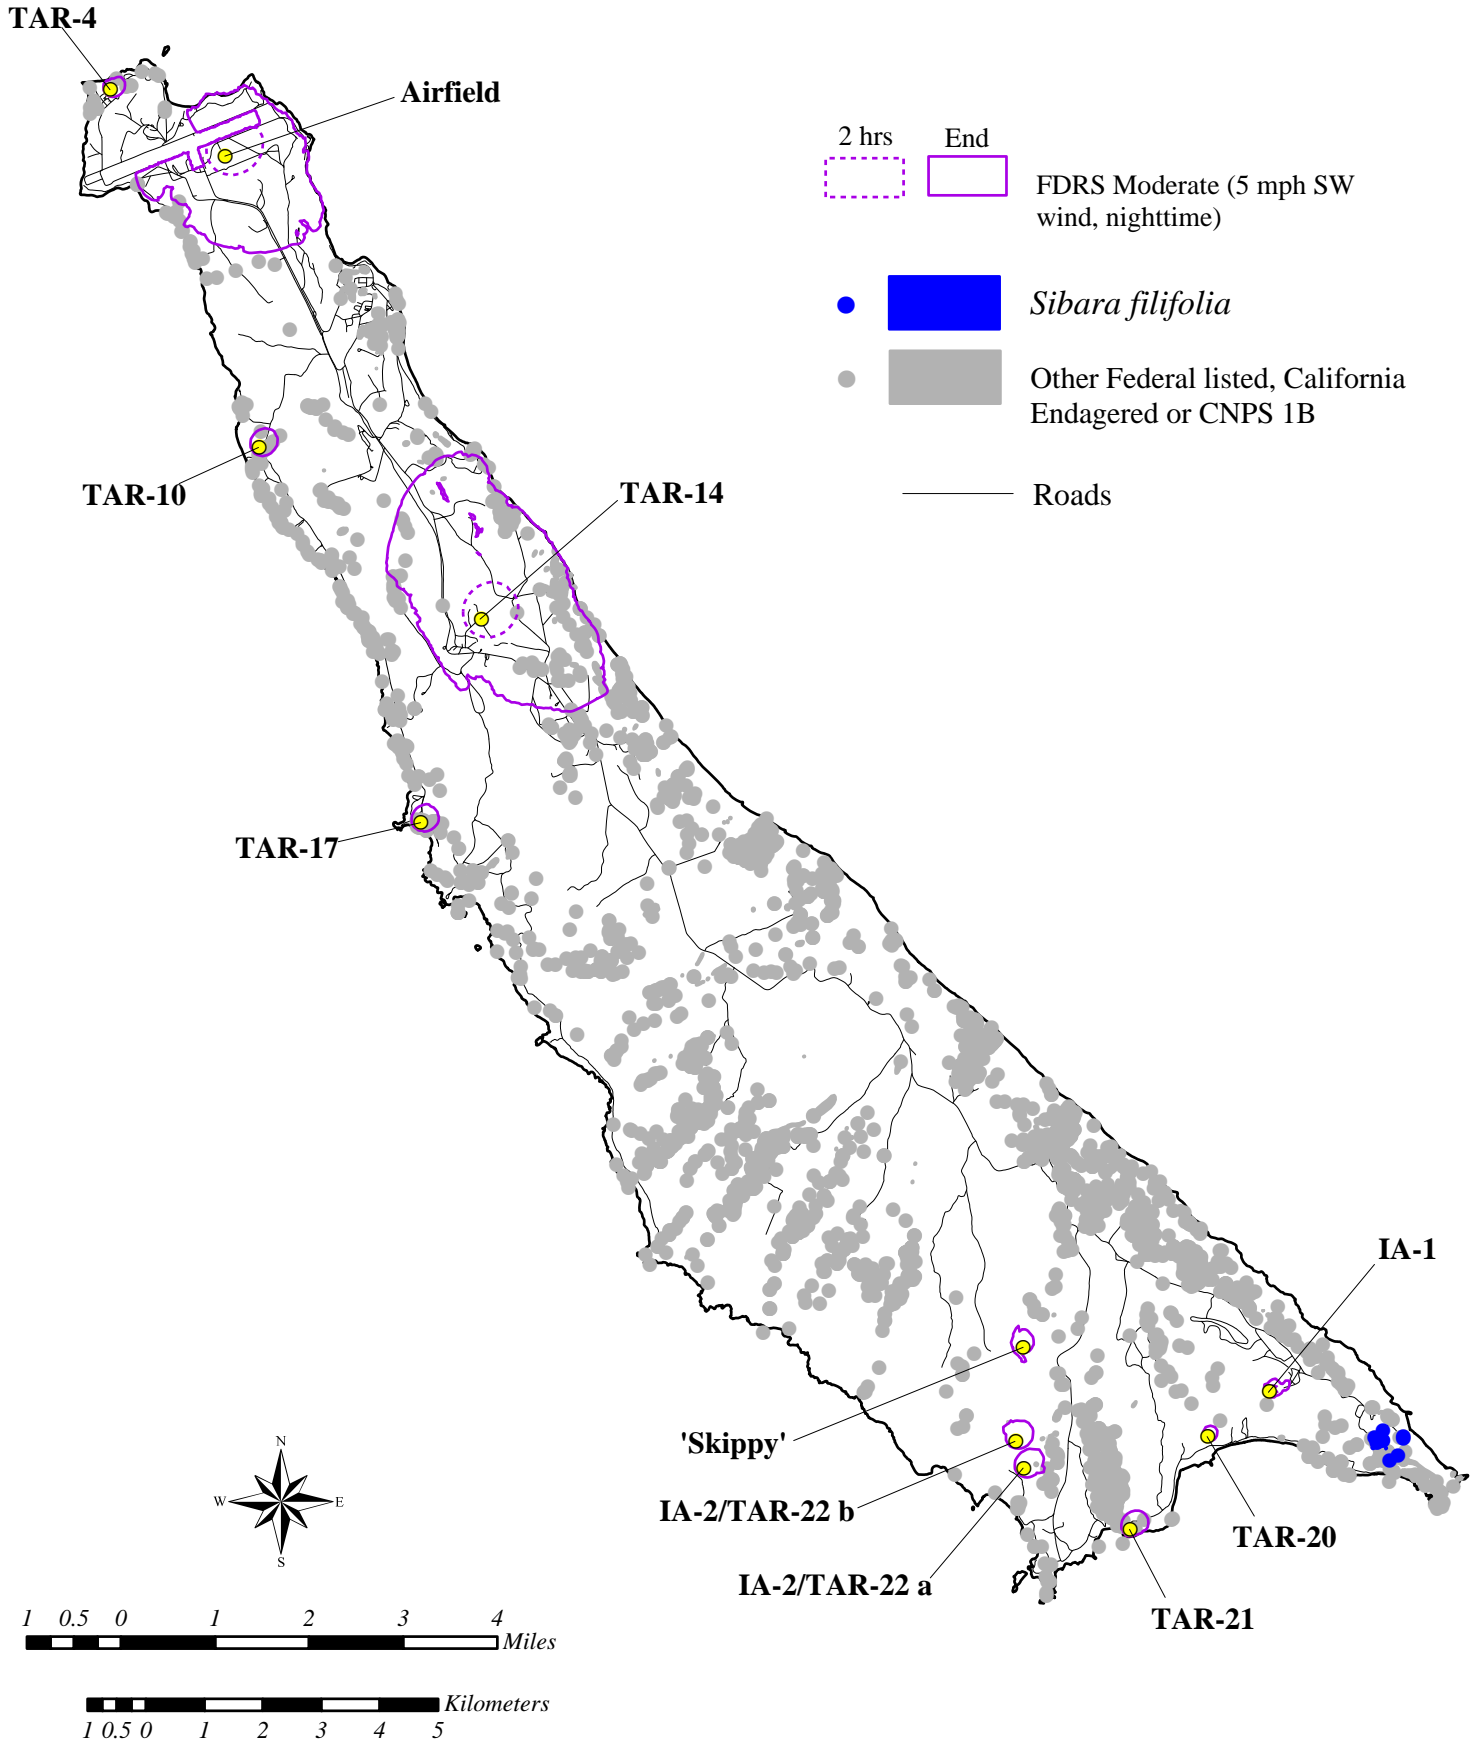 TAR-4
Airfield
2 hrs
End
FDRS Moderate (5 mph SW
wind, nighttime)
Sibara filifolia
Other Federal listed, California
Endagered or CNPS 1B
Roads
TAR-10
TAR-14
TAR-17
IA-1
'Skippy'
IA-2/TAR-22 b
TAR-20
IA-2/TAR-22 a
TAR-21
N
W E
S
1 0.5 0 1 2 3 4
Miles
Kilometers
1 0.5 0 1 2 3 4 5